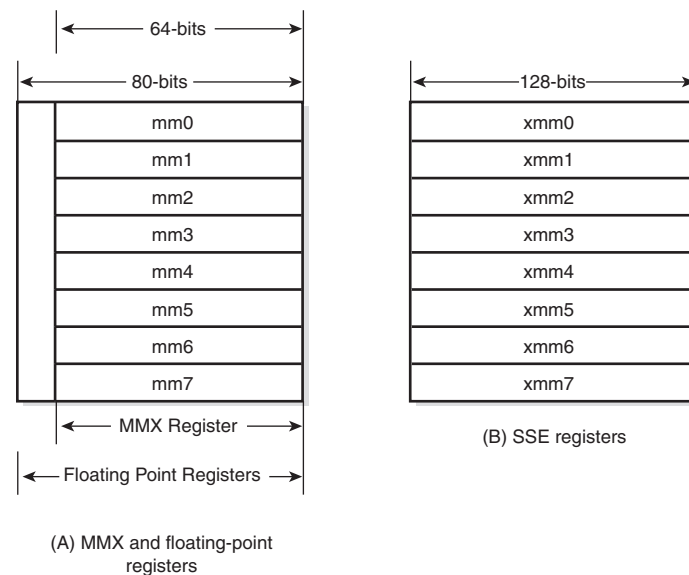 64-bits
80-bits
mm0
mm1
mm2
mm3
mm4
mm5
mm6
mm7
MMX Register
Floating Point Registers
(A) MMX and floating-point
registers
128-bits
xmm0
xmm1
xmm2
xmm3
xmm4
xmm5
xmm6
xmm7
(B) SSE registers